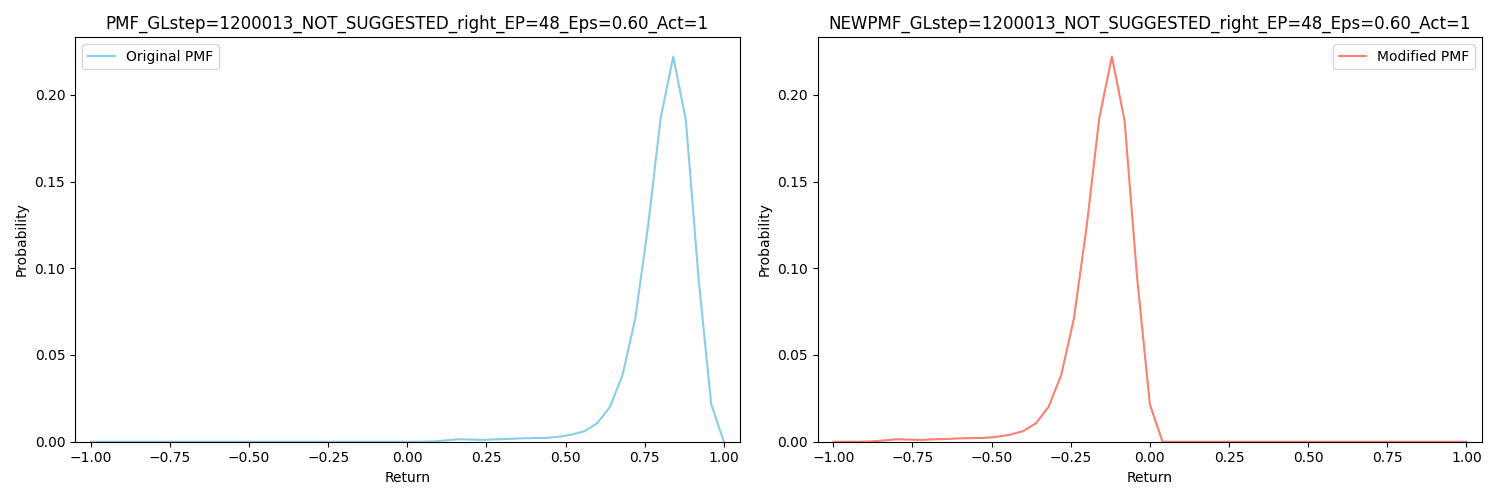 PMF_GLstep=1200013_NOT_SUGGESTED_right_EP=48_Eps=0.60_Act=1
Original PMF
Probability
0.20
0.15
0.10
0.05
0.00
−1.00 −0.75 −0.50 −0.25 0.00 0.25 0.50 0.75 1.00
Return
NEWPMF_GLstep=1200013_NOT_SUGGESTED_right_EP=48_Eps=0.60_Act=1
Modified PMF
Probability
0.20
0.15
0.10
0.05
0.00
−1.00 −0.75 −0.50 −0.25 0.00 0.25 0.50 0.75 1.00
Return